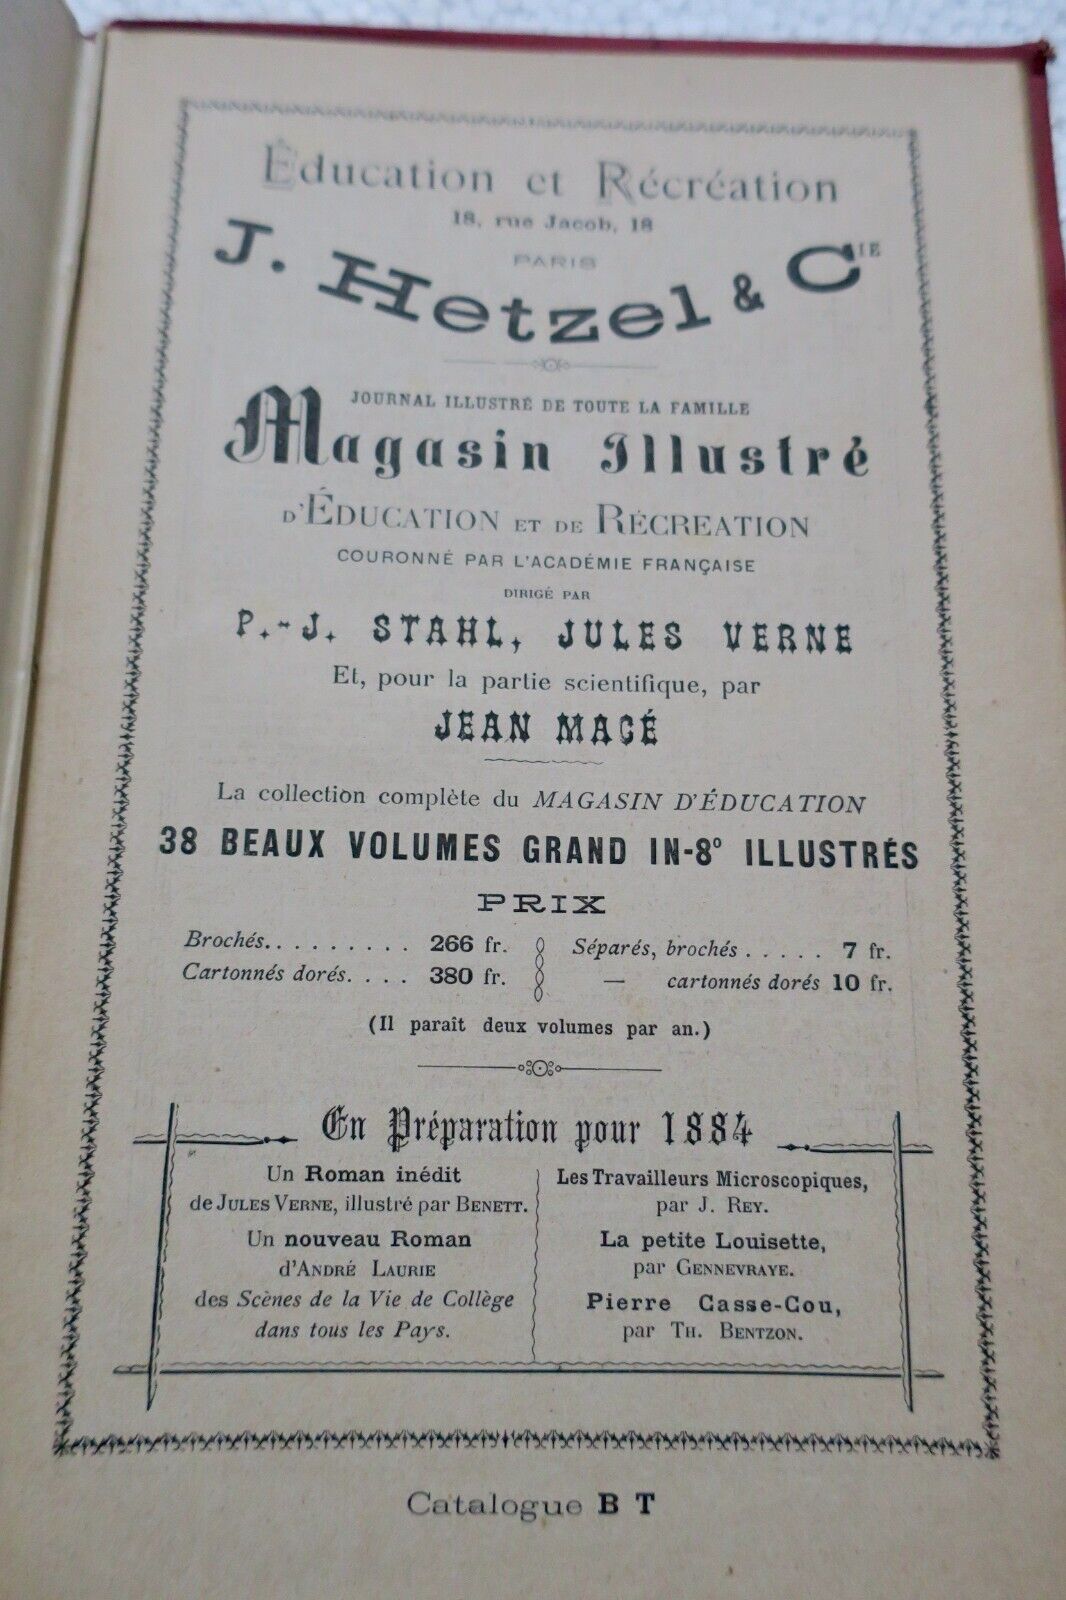 Éducation et Récréation
18, rue Jacob, 18
PARIS
J. Hetzel & CIE
JOURNAL ILLUSTRÉ DE TOUTE LA FAMILLE
Magasin Illustré
D'ÉDUCATION ET DE RÉCREATION
COURONNÉ PAR L'ACADÉMIE FRANÇAISE
DIRIGÉ PAR
P.-J. STAHL, JULES VERNE
Et, pour la partie scientifique, par
JEAN MACÉ
La collection complète du MAGASIN D'ÉDUCATION
38 BEAUX VOLUMES GRAND IN-8° ILLUSTRÉS
PRIX
Brochés. . . . . . . . . . 266 fr.
Cartonnés dorés. . . . 380 fr.
Séparés, brochés . . . . . 7 fr.
— cartonnés dorés 10 fr.
(Il paraît deux volumes par an.)
En Préparation pour 1884
Un Roman inédit
de JULES VERNE, illustré par BENETT.
Un nouveau Roman
d'ANDRÉ LAURIE
des Scènes de la Vie de Collège
dans tous les Pays.
Les Travailleurs Microscopiques,
par J. REY.
La petite Louisette,
par GENNEVRAYE.
Pierre Casse-Cou,
par TH. BENTZON.
Catalogue B T